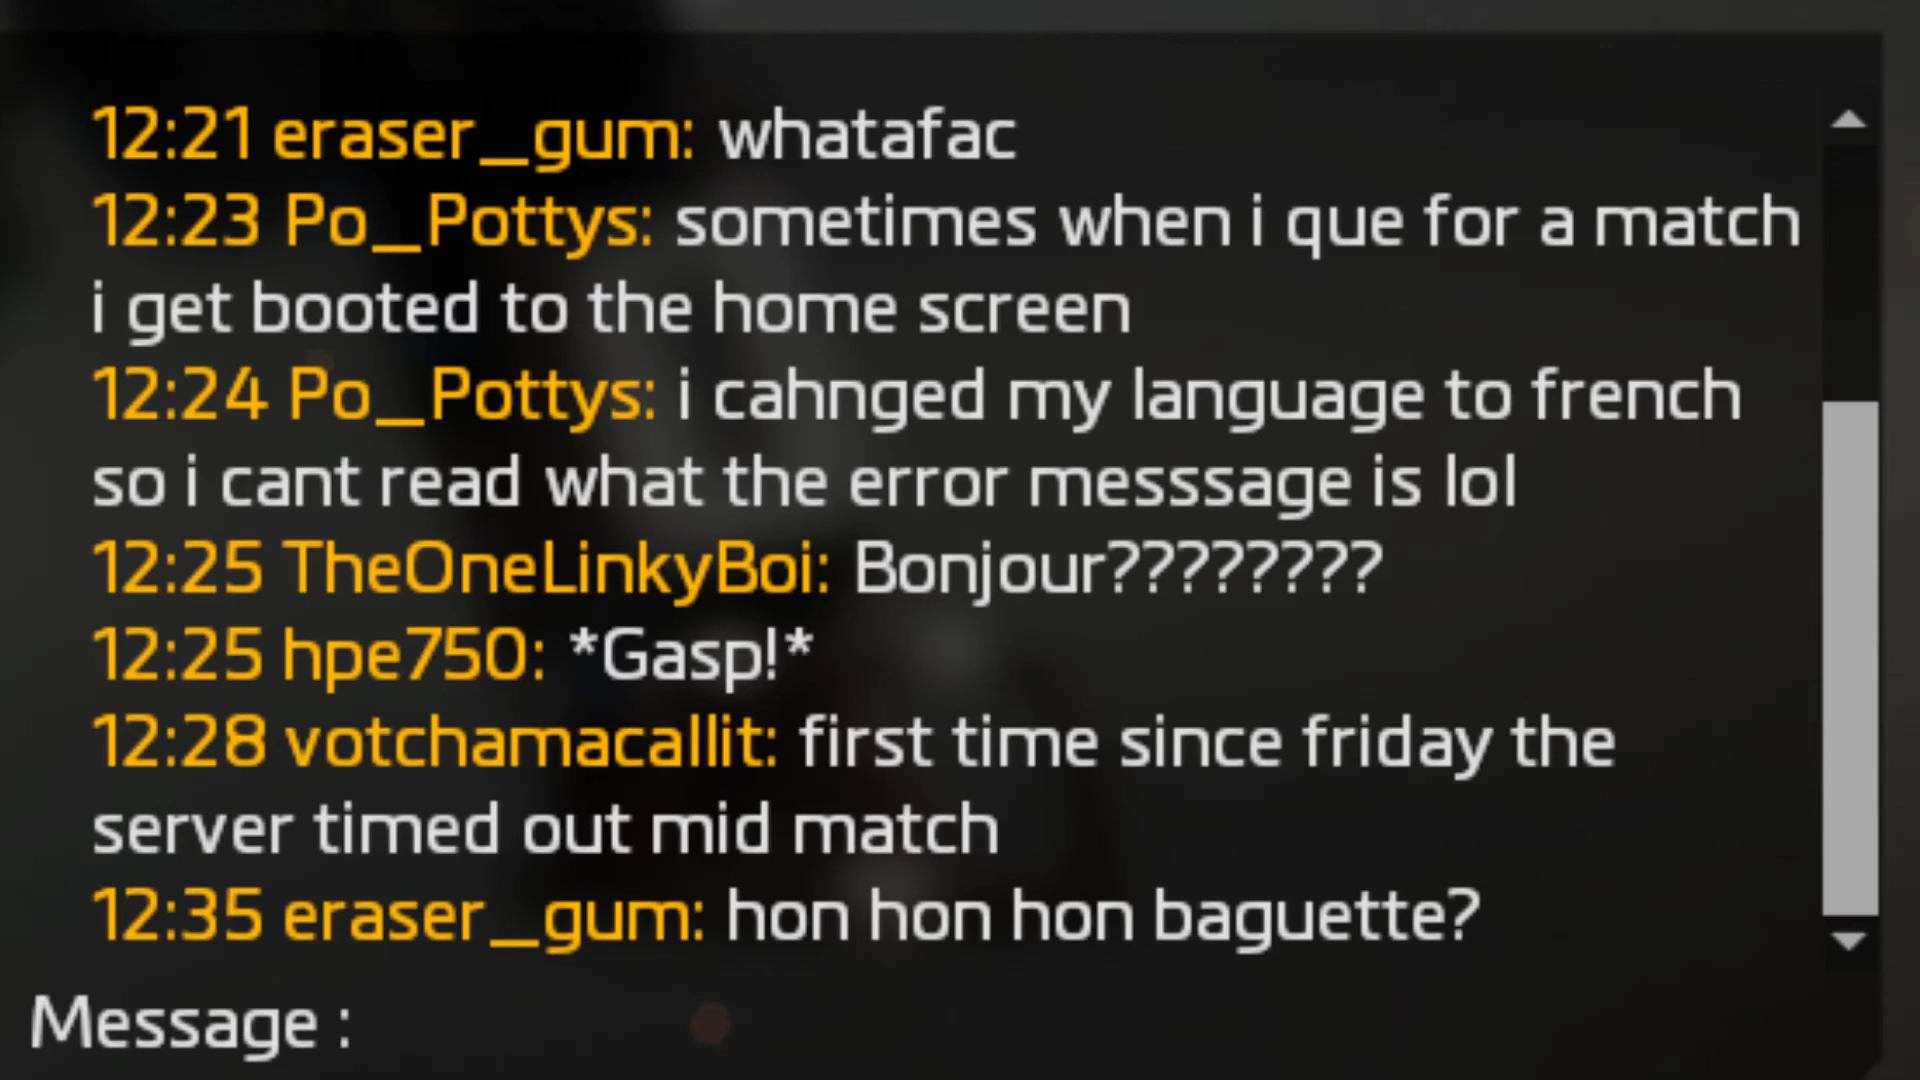 12:21 eraser_gum: whatafac
12:23 Po_Pottys: sometimes when i que for a match
i get booted to the home screen
12:24 Po_Pottys: i cahnged my language to french
so i cant read what the error messsage is lol
12:25 TheOneLinkyBoi: Bonjour????????
12:25 hpe750: *Gasp!*
12:28 votchamacallit: first time since friday the
server timed out mid match
12:35 eraser_gum: hon hon hon baguette?
Message :